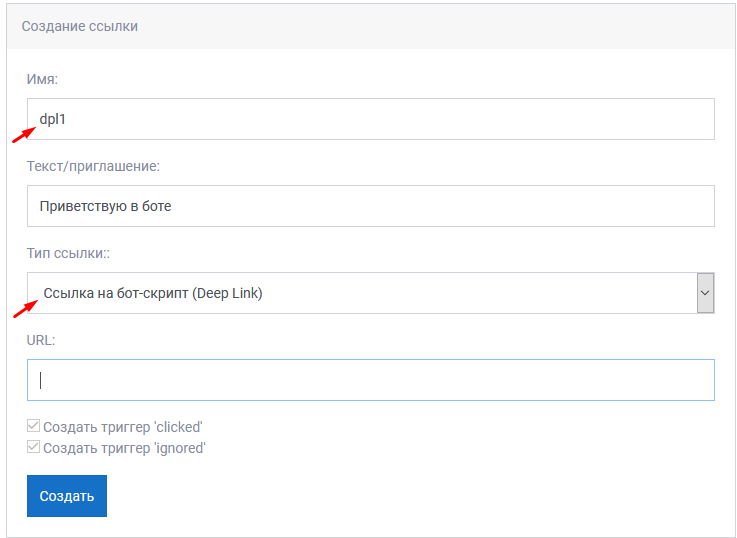 Создание ссылки
Имя:
dpl1
Текст/приглашение:
Приветствую в боте
Тип ссылки::
Ссылка на бот-скрипт (Deep Link)
URL:
Создать триггер 'clicked'
Создать триггер 'ignored'
Создать